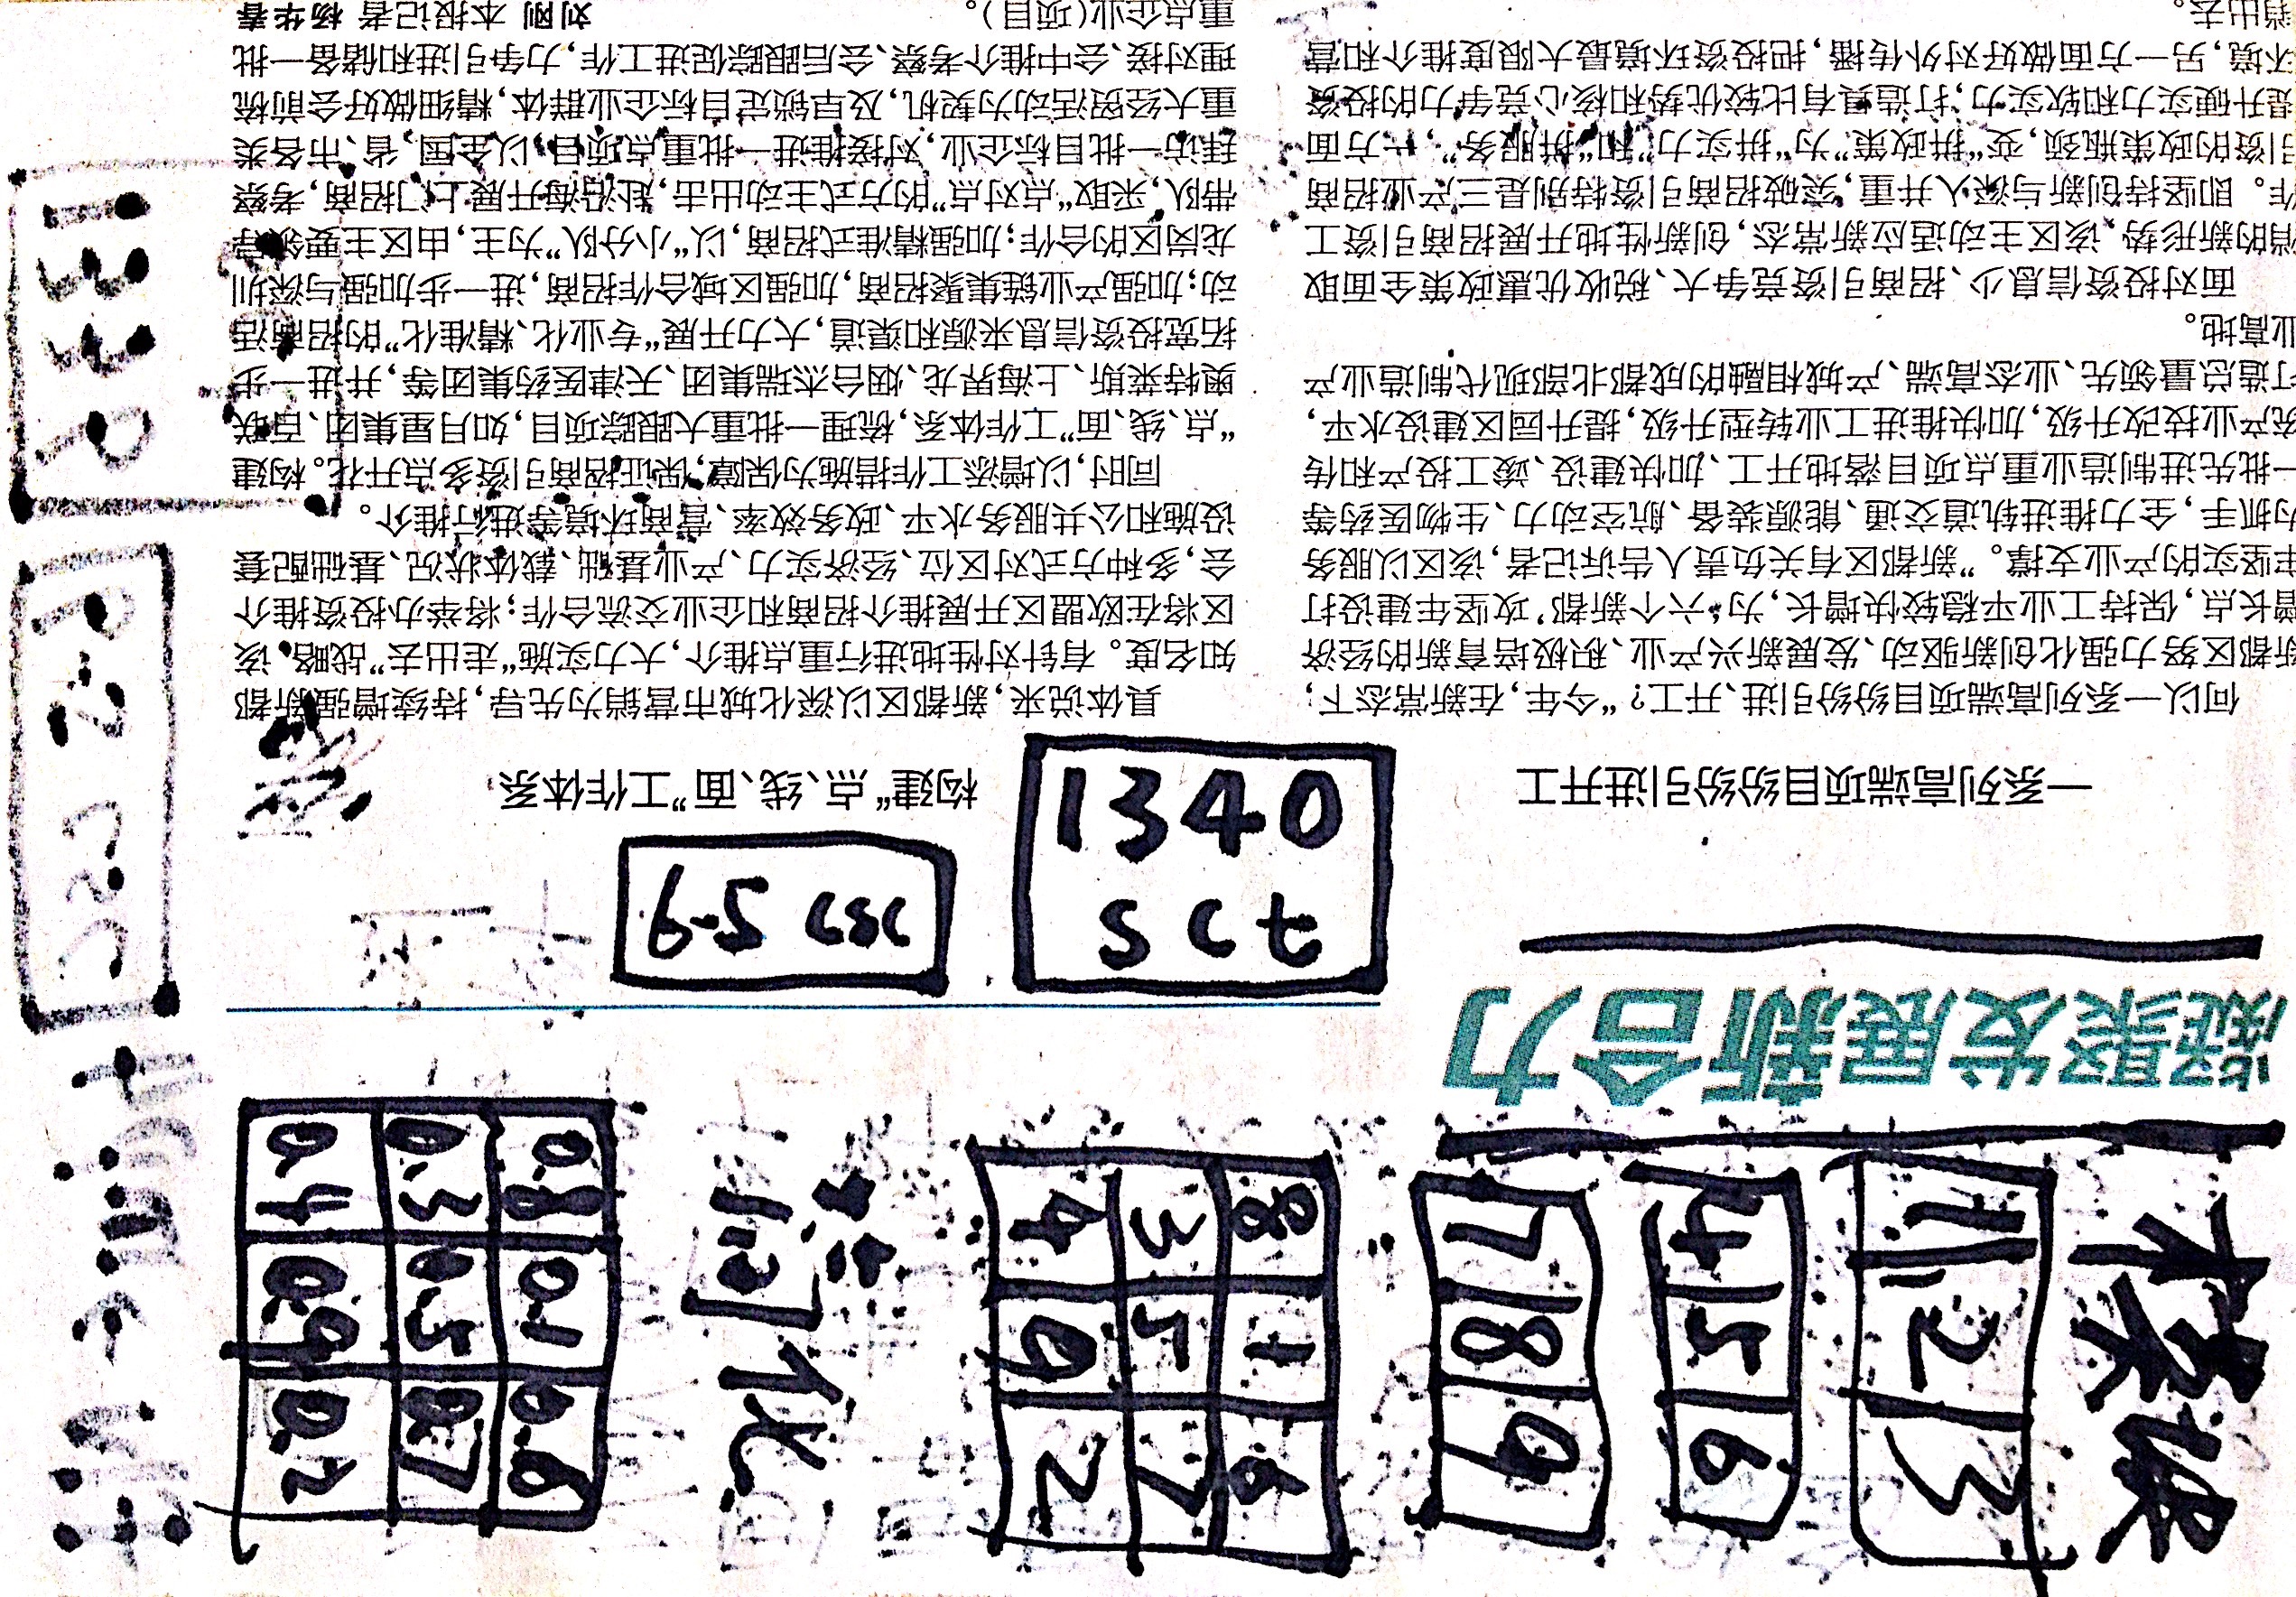 凝聚发展新合力
一系列高端项目纷纷引进开工
何以一系列高端项目纷纷引进、开工？“今年，在新常态下，
新都区努力强化创新驱动、发展新兴产业、积极培育新的经济
增长点，保持工业平稳较快增长，为‘六个新都’攻坚年建设打
牢坚实的产业支撑。”新都区有关负责人告诉记者，该区以服务
为抓手，全力推进轨道交通、能源装备、航空动力、生物医药等
一批先进制造业重点项目落地开工、加快建设、竣工投产和传
统产业技改升级，加快推进工业转型升级，提升园区建设水平，
打造总量领先、业态高端、产城相融的成都北部现代制造业产
业高地。
面对投资信息少、招商引资竞争大、税收优惠政策全面取
消的新形势，该区主动适应新常态，创新性地开展招商引资工
作。即坚持创新与深入并重，突破招商引资特别是三产业招商
引资的政策瓶颈，变“拼政策”为“拼实力”和“拼服务”，一方面
提升硬实力和软实力，打造具有比较优势和核心竞争力的投资
环境，另一方面做好对外传播，把投资环境最大限度推介和营
销出去。
构建“点、线、面”工作体系
具体说来，新都区以深化城市营销为先导，持续增强新都
知名度。有针对性地进行重点推介，大力实施“走出去”战略，该
区将在欧盟区开展推介招商和企业交流合作；将举办投资推介
会，多种方式对区位、经济实力、产业基础、载体状况、基础配套
设施和公共服务水平、政务效率、营商环境等进行推介。
同时，以增添工作措施为保障，保证招商引资多点开花。构建
“点、线、面”工作体系，梳理一批重大跟踪项目，如月星集团、百联
奥特莱斯、上海界龙、烟台杰瑞集团、天津医药集团等，并进一步
拓宽投资信息来源和渠道，大力开展“专业化、精准化”的招商活
动；加强产业链集聚招商，加强区域合作招商，进一步加强与深圳
龙岗区的合作；加强精准式招商，以“小分队”为主，由区主要领导
带队，采取“点对点”的方式主动出击，赴沿海开展上门招商，考察
拜访一批目标企业，对接推进一批重点项目，以全国、省、市各类
重大经贸活动为契机，及早锁定目标企业群体，精细做好会前梳
理对接、会中推介考察、会后跟踪促进工作，力争引进和储备一批
重点企业（项目）。
刘刚 本报记者 杨华春
1340
sct
6-5 csc
1 2 3
4 5 6
7 8 9
8 1 6
3 5 7
4 9 2
0.8 0.1 0.6
0.3 0.5 0.7
0.4 0.9 0.2